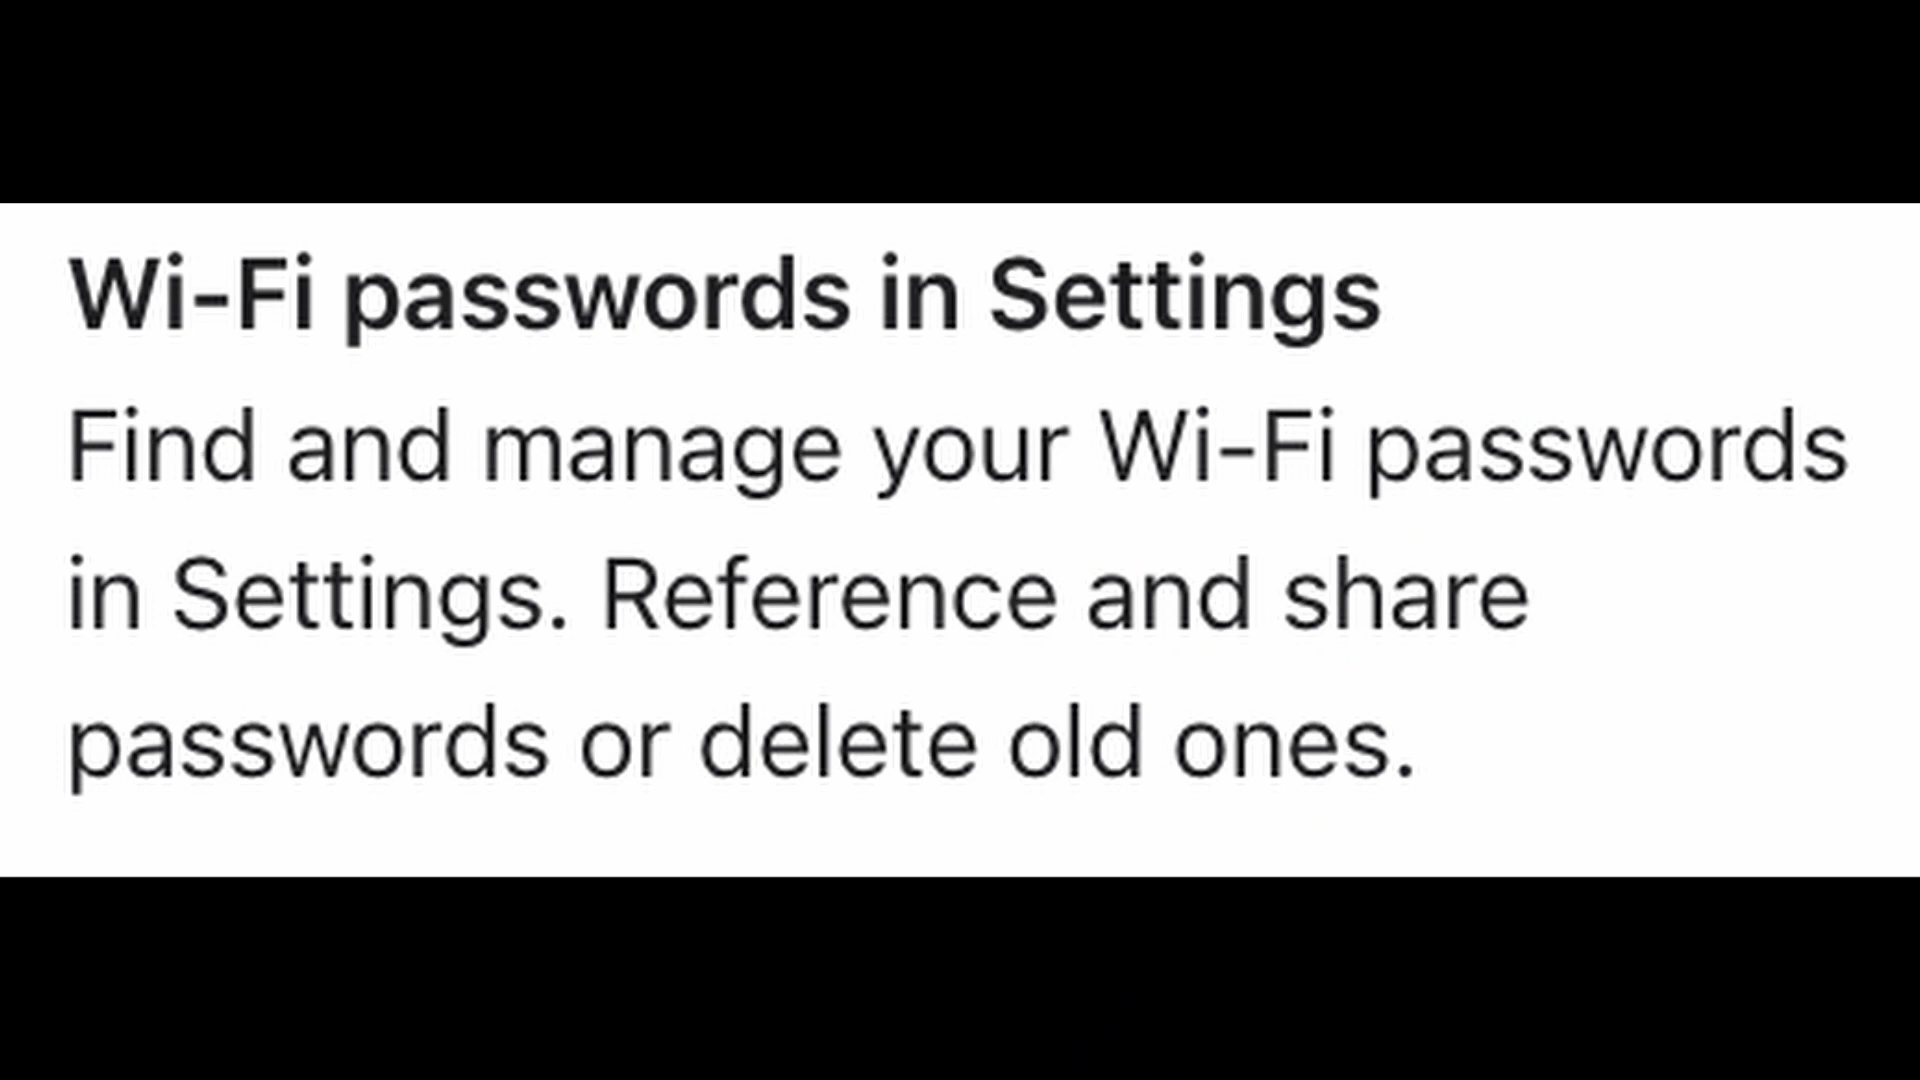 Wi-Fi passwords in Settings
Find and manage your Wi-Fi passwords
in Settings. Reference and share
passwords or delete old ones.